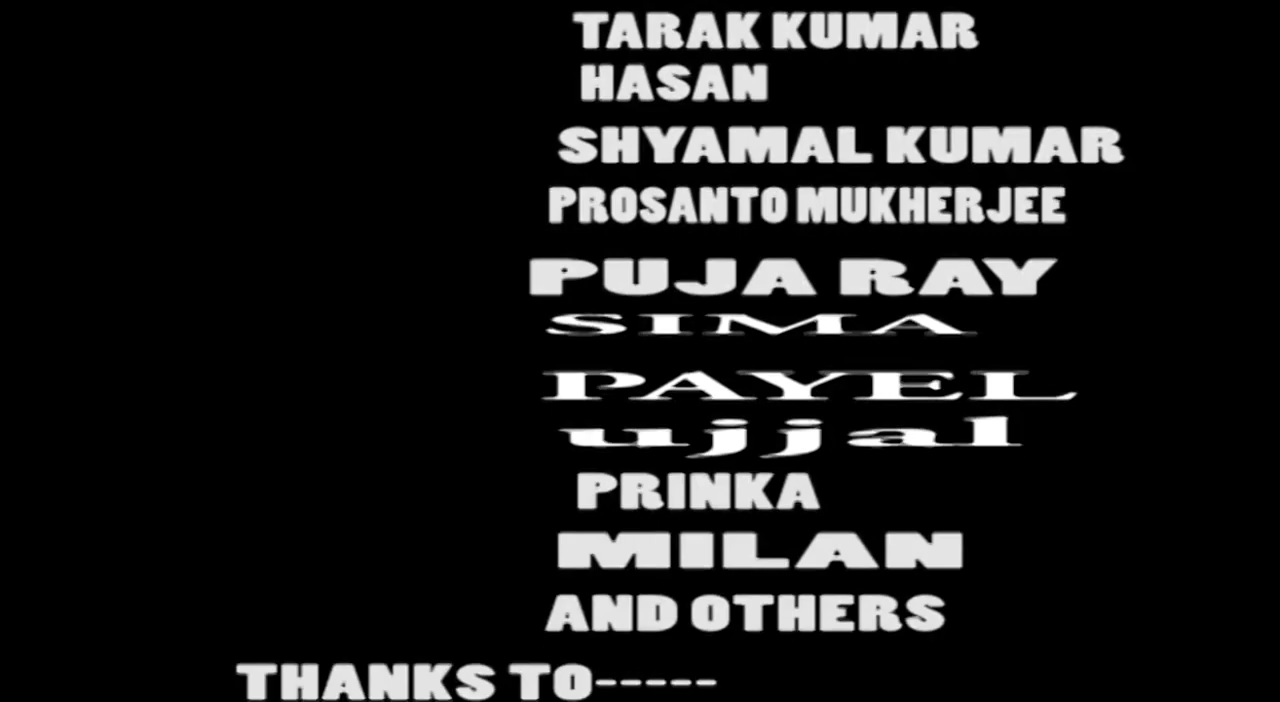 TARAK KUMAR
HASAN
SHYAMAL KUMAR
PROSANTO MUKHERJEE
PUJA RAY
SIMA
PAYEL
ujjal
PRINKA
MILAN
AND OTHERS
THANKS TO-----